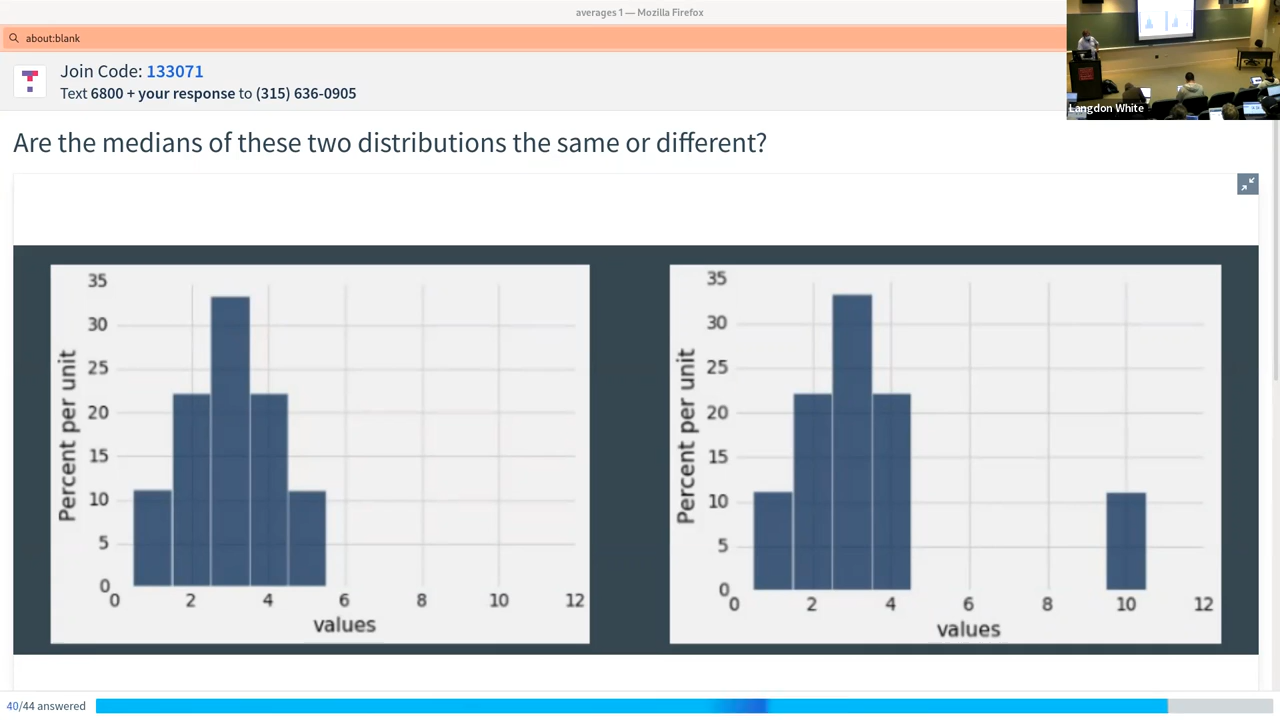 averages 1 — Mozilla Firefox
about:blank
Join Code: 133071
Text 6800 + your response to (315) 636-0905
Langdon White
Are the medians of these two distributions the same or different?
35
30
25
20
15
10
5
0
Percent per unit
0 2 4 6 8 10 12
values
35
30
25
20
15
10
5
0
Percent per unit
0 2 4 6 8 10 12
values
40/44 answered